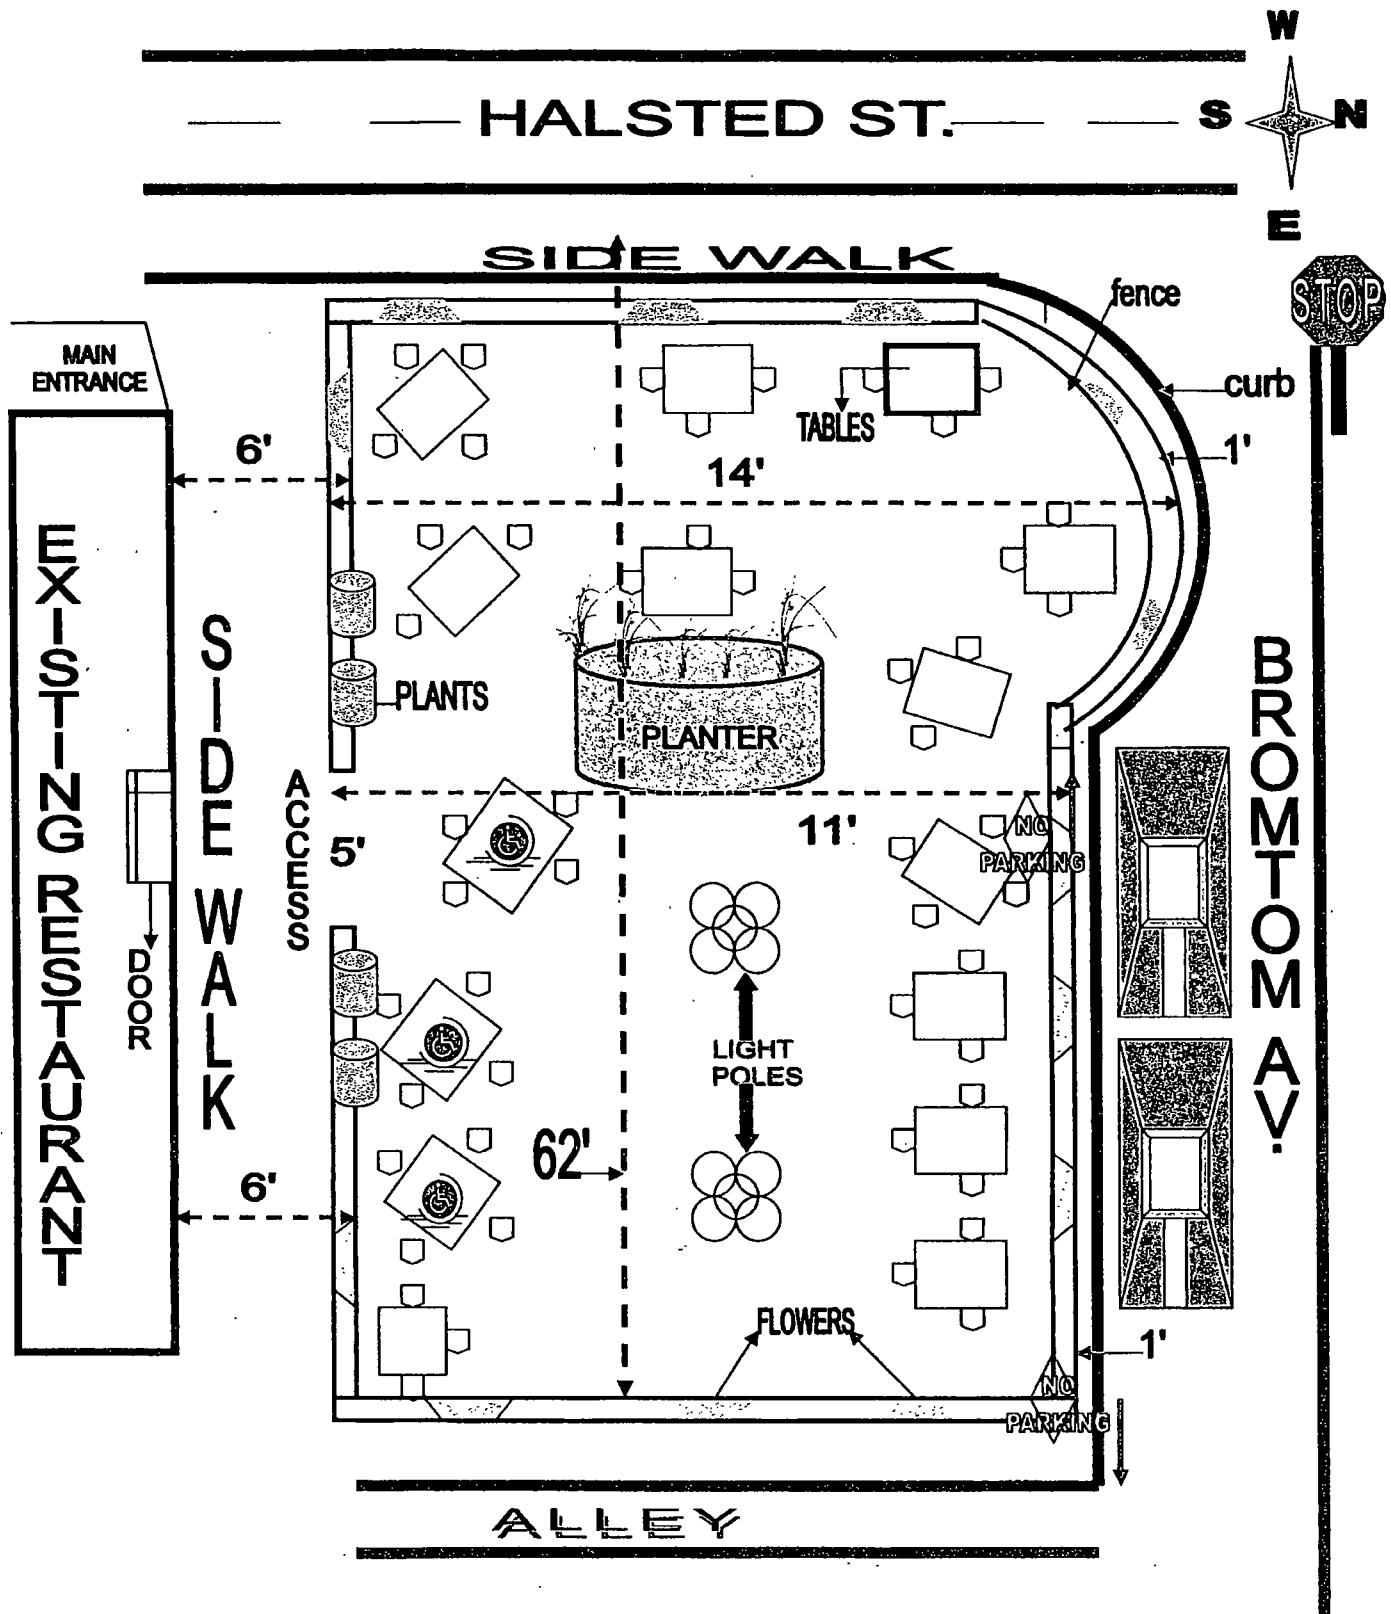 W
HALSTED ST.
S N
E
SIDE WALK
STOP
fence
MAIN
ENTRANCE
curb
TABLES
6'
1'
14'
EXISTING RESTAURANT
SIDE WALK
BROMTOM AV.
PLANTS
PLANTER
ACCESS
5'
11'
NO
PARKING
DOOR
LIGHT
POLES
62'
6'
FLOWERS
1'
NO
PARKING
ALLEY